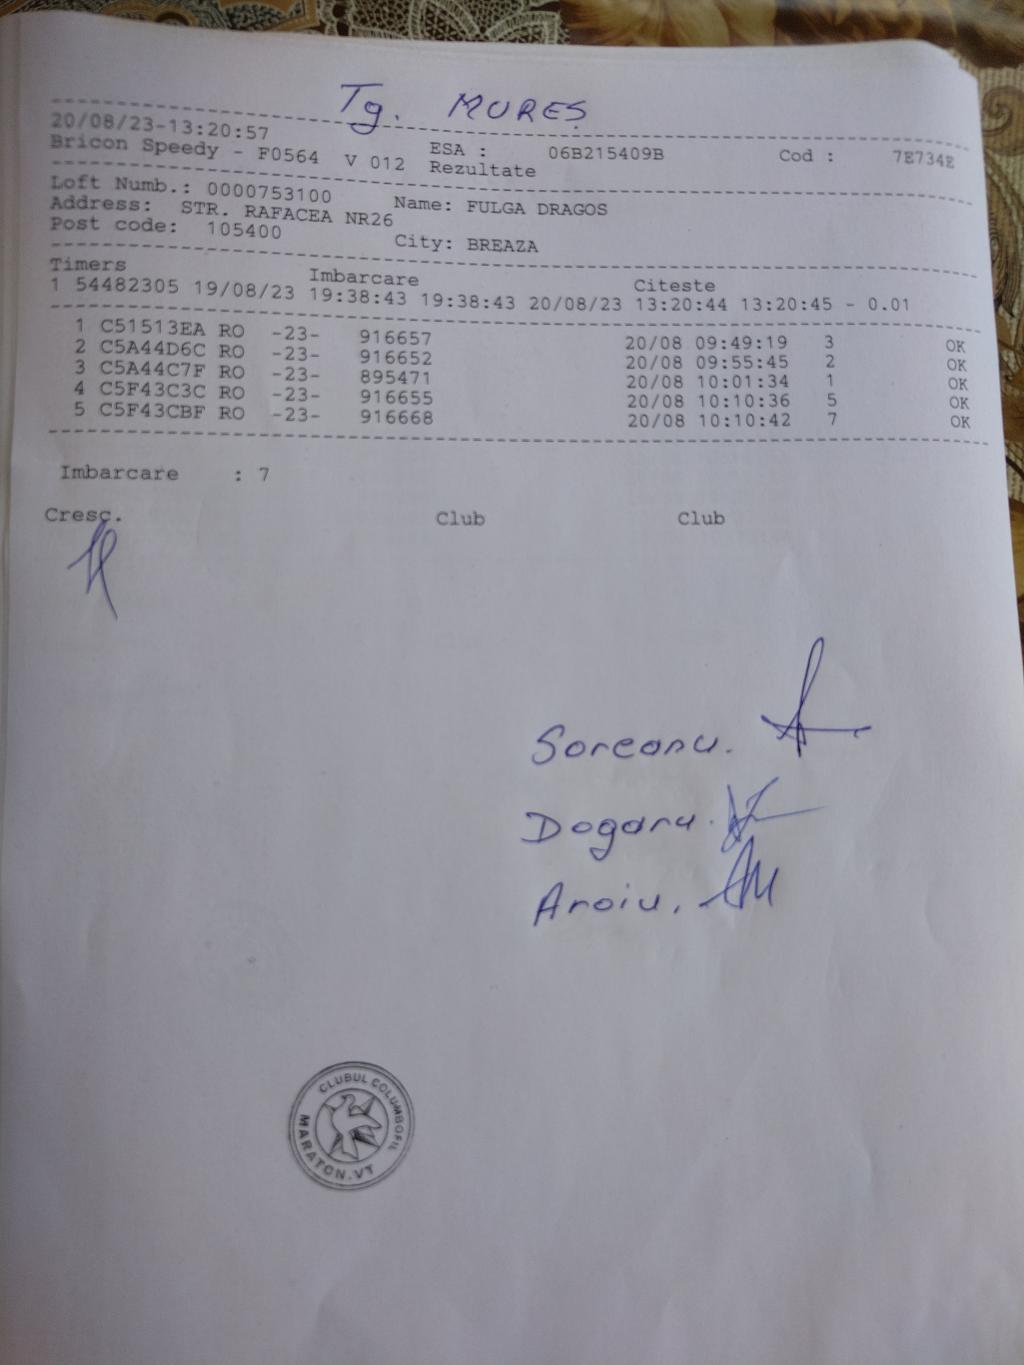 Tg. MURES
20/08/23-13:20:57
Bricon Speedy - F0564 V 012 ESA : 06B215409B Cod : 7E734E
Rezultate
Loft Numb.: 0000753100 Name: FULGA DRAGOS
Address: STR. RAFACEA NR26
Post code: 105400 City: BREAZA
Timers Imbarcare Citeste
1 54482305 19/08/23 19:38:43 19:38:43 20/08/23 13:20:44 13:20:45 - 0.01
1 C51513EA RO -23- 916657 20/08 09:49:19 3 OK
2 C5A44D6C RO -23- 916652 20/08 09:55:45 2 OK
3 C5A44C7F RO -23- 895471 20/08 10:01:34 1 OK
4 C5F43C3C RO -23- 916655 20/08 10:10:36 5 OK
5 C5F43CBF RO -23- 916668 20/08 10:10:42 7 OK
Imbarcare : 7
Cresc. Club Club
Soreanu.
Dogaru.
Aroiu.
CLUBUL COLUMBOFIL
MARATON.VT